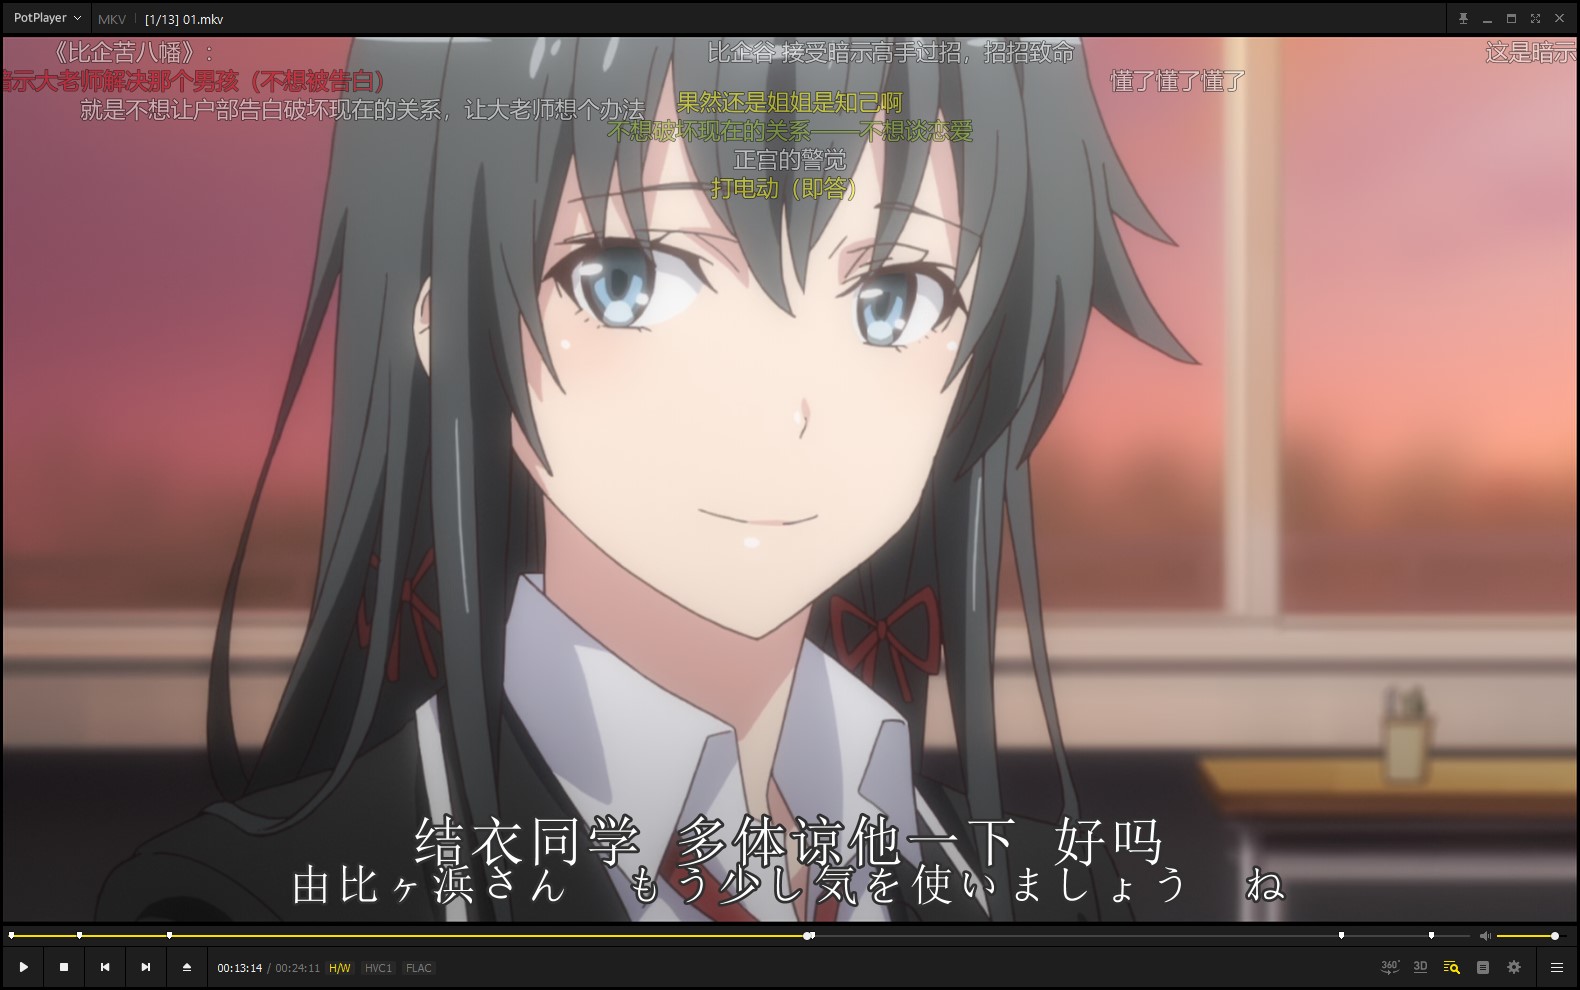 PotPlayer MKV [1/13] 01.mkv
《比企苦八幡》：
比企谷 接受暗示高手过招，招招致命
这是暗示
暗示大老师解决那个男孩（不想被告白）
懂了懂了懂了
就是不想让户部告白破坏现在的关系，让大老师想个办法
果然还是姐姐是知己啊
不想破坏现在的关系——不想谈恋爱
正宫的警觉
打电动（即答）
结衣同学 多体谅他一下 好吗
由比ヶ浜さん もう少し気を使いましょう ね
00:13:14 / 00:24:11 H/W HVC1 FLAC
360° 3D